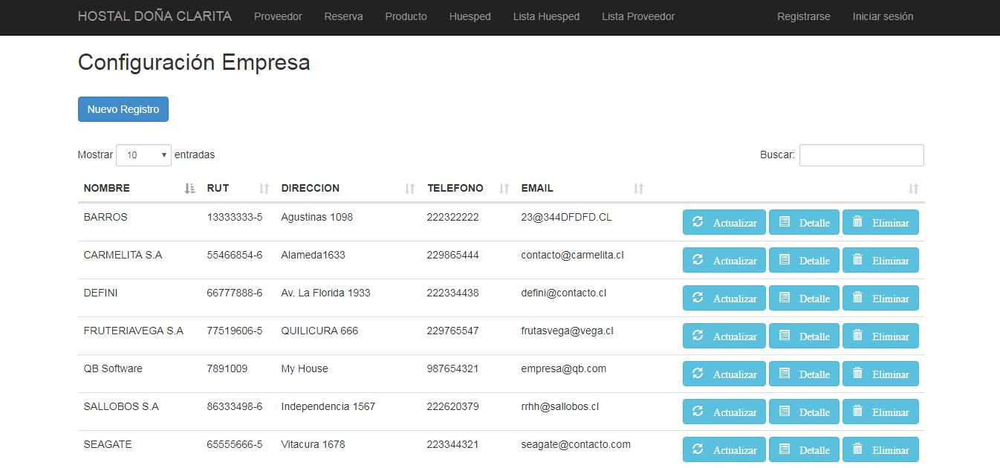 HOSTAL DOÑA CLARITA Proveedor Reserva Producto Huesped Lista Huesped Lista Proveedor Registrarse Iniciar sesión
Configuración Empresa
Nuevo Registro
Mostrar 10 entradas Buscar:
NOMBRE RUT DIRECCION TELEFONO EMAIL
BARROS 13333333-5 Agustinas 1098 222322222 23@344DFDFD.CL Actualizar Detalle Eliminar
CARMELITA S.A 55466854-6 Alameda1633 229865444 contacto@carmelita.cl Actualizar Detalle Eliminar
DEFINI 66777888-6 Av. La Florida 1933 222334438 defini@contacto.cl Actualizar Detalle Eliminar
FRUTERIAVEGA S.A 77519606-5 QUILICURA 666 229765547 frutasvega@vega.cl Actualizar Detalle Eliminar
QB Software 7891009 My House 987654321 empresa@qb.com Actualizar Detalle Eliminar
SALLOBOS S.A 86333498-6 Independencia 1567 222620379 rrhh@sallobos.cl Actualizar Detalle Eliminar
SEAGATE 65555666-5 Vitacura 1678 223344321 seagate@contacto.com Actualizar Detalle Eliminar